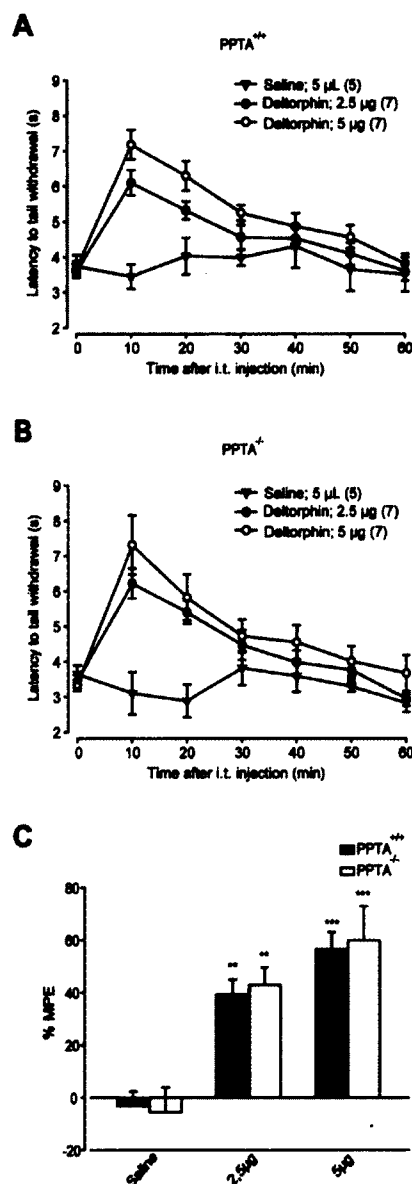 A
PPTA+/+
Saline; 5 µL (5)
Deltorphin; 2.5 µg (7)
Deltorphin; 5 µg (7)
9
8
7
6
5
4
3
2
Latency to tail withdrawal (s)
0 10 20 30 40 50 60
Time after i.t. injection (min)
B
PPTA-/-
Saline; 5 µL (5)
Deltorphin; 2.5 µg (7)
Deltorphin; 5 µg (7)
9
8
7
6
5
4
3
2
Latency to tail withdrawal (s)
0 10 20 30 40 50 60
Time after i.t. injection (min)
C
PPTA+/+
PPTA-/-
80
60
40
20
0
-20
% MPE
** ** *** ***
Saline 2.5µg 5µg